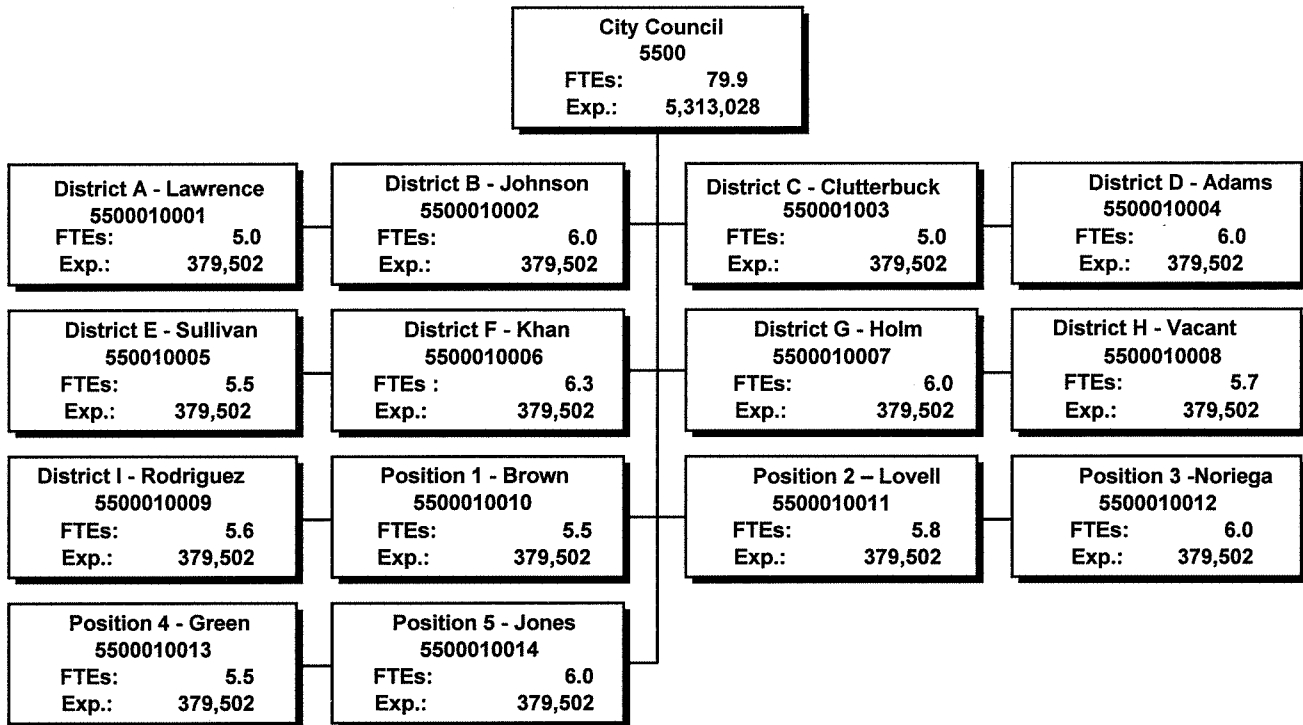 City Council
5500
FTEs: 79.9
Exp.: 5,313,028
District A - Lawrence
5500010001
FTEs: 5.0
Exp.: 379,502
District B - Johnson
5500010002
FTEs: 6.0
Exp.: 379,502
District C - Clutterbuck
550001003
FTEs: 5.0
Exp.: 379,502
District D - Adams
5500010004
FTEs: 6.0
Exp.: 379,502
District E - Sullivan
550010005
FTEs: 5.5
Exp.: 379,502
District F - Khan
5500010006
FTEs : 6.3
Exp.: 379,502
District G - Holm
5500010007
FTEs: 6.0
Exp.: 379,502
District H - Vacant
5500010008
FTEs: 5.7
Exp.: 379,502
District I - Rodriguez
5500010009
FTEs: 5.6
Exp.: 379,502
Position 1 - Brown
5500010010
FTEs: 5.5
Exp.: 379,502
Position 2 – Lovell
5500010011
FTEs: 5.8
Exp.: 379,502
Position 3 -Noriega
5500010012
FTEs: 6.0
Exp.: 379,502
Position 4 - Green
5500010013
FTEs: 5.5
Exp.: 379,502
Position 5 - Jones
5500010014
FTEs: 6.0
Exp.: 379,502